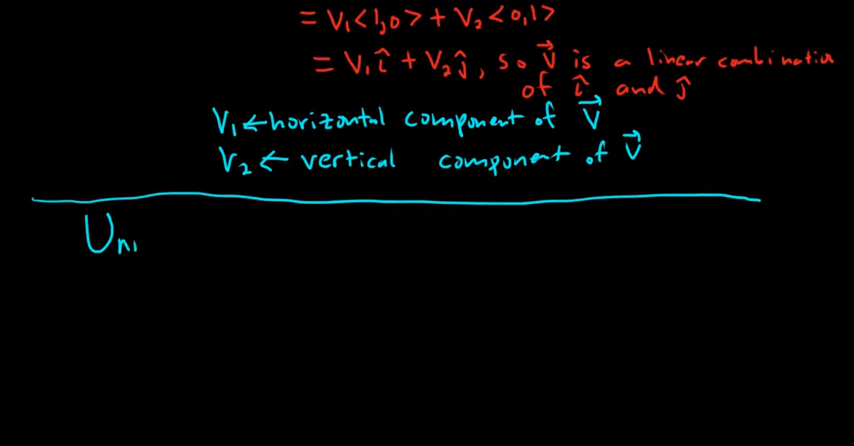 = V₁<1,0> + V₂<0,1>
= V₁î + V₂ĵ, so V⃗ is a linear combination
of î and ĵ
V₁ ← horizontal component of V⃗
V₂ ← vertical component of V⃗
Uni